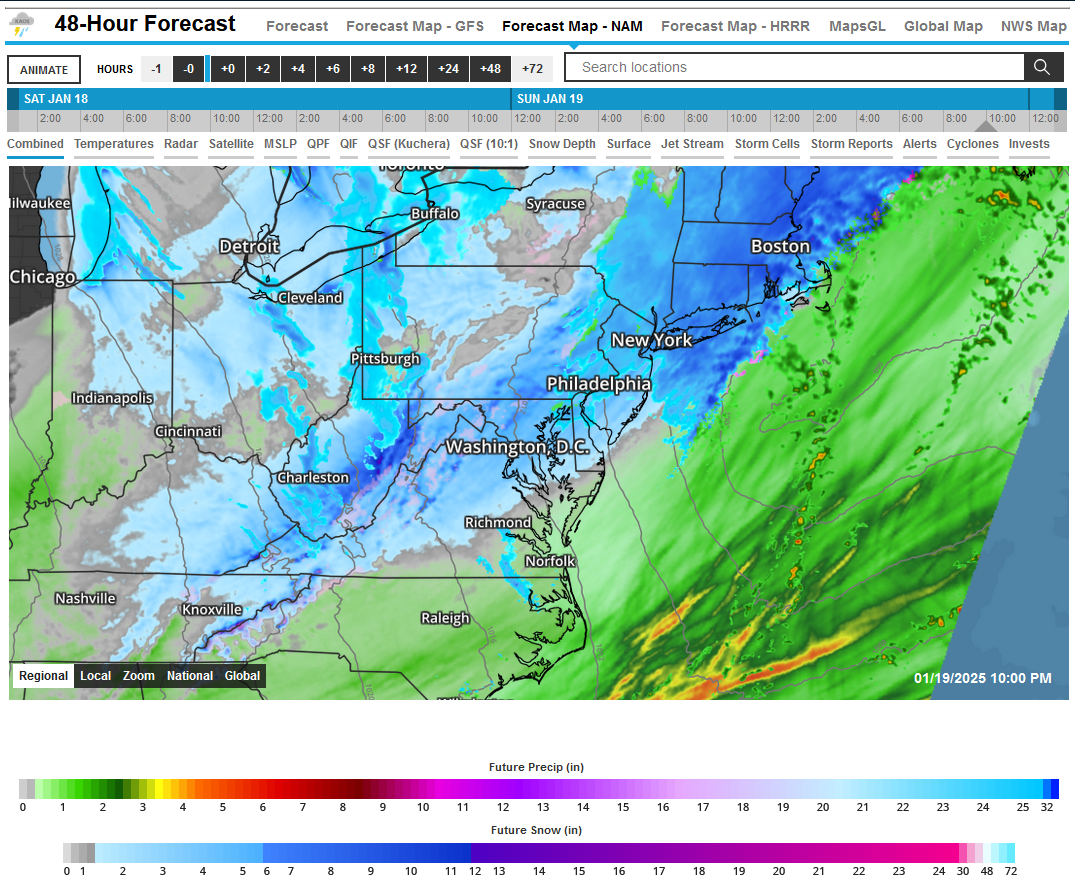 48-Hour Forecast Forecast Forecast Map - GFS Forecast Map - NAM Forecast Map - HRRR MapsGL Global Map NWS Map
ANIMATE HOURS -1 -0 +0 +2 +4 +6 +8 +12 +24 +48 +72 Search locations
SAT JAN 18 SUN JAN 19
2:00 4:00 6:00 8:00 10:00 12:00 2:00 4:00 6:00 8:00 10:00 12:00 2:00 4:00 6:00 8:00 10:00 12:00 2:00 4:00 6:00 8:00 10:00 12:00
Combined Temperatures Radar Satellite MSLP QPF QIF QSF (Kuchera) QSF (10:1) Snow Depth Surface Jet Stream Storm Cells Storm Reports Alerts Cyclones Invests
Toronto
Milwaukee Buffalo Syracuse
Detroit Boston
Chicago
Cleveland
New York
Pittsburgh
Philadelphia
Indianapolis
Cincinnati
Washington, D.C.
Charleston
Richmond
Norfolk
Nashville
Knoxville
Raleigh
Regional Local Zoom National Global
01/19/2025 10:00 PM
Future Precip (in)
0 1 2 3 4 5 6 7 8 9 10 11 12 13 14 15 16 17 18 19 20 21 22 23 24 25 32
Future Snow (in)
0 1 2 3 4 5 6 7 8 9 10 11 12 13 14 15 16 17 18 19 20 21 22 23 24 30 48 72